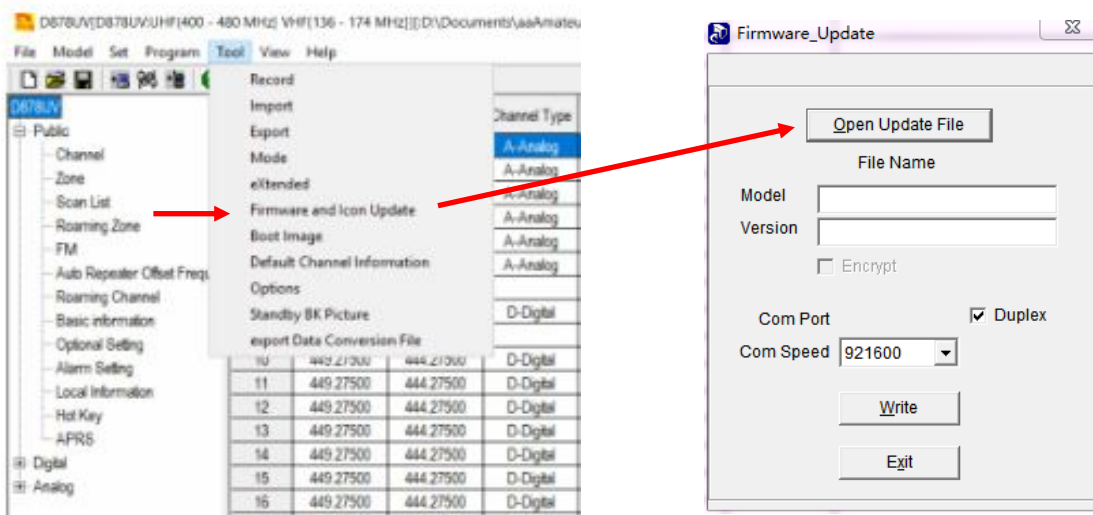 D878UV[D878UV:UHF{400 - 480 MHz} VHF{136 - 174 MHz}][:D:\Documents\aaAmateu
File Model Set Program Tool View Help
D878UV
Public
Channel
Zone
Scan List
Roaming Zone
FM
Auto Repeater Offset Frequ
Roaming Channel
Basic information
Optional Setting
Alarm Setting
Local Information
Hot Key
APRS
Digital
Analog
Record
Import
Export
Mode
eXtended
Firmware and Icon Update
Boot Image
Default Channel Information
Options
Standby BK Picture
export Data Conversion File
Channel Type
A-Analog
A-Analog
A-Analog
A-Analog
A-Analog
A-Analog
D-Digital
10 449.27500 444.27500 D-Digital
11 449.27500 444.27500 D-Digital
12 449.27500 444.27500 D-Digital
13 449.27500 444.27500 D-Digital
14 449.27500 444.27500 D-Digital
15 449.27500 444.27500 D-Digital
16 449.27500 444.27500 D-Digital
Firmware_Update
Open Update File
File Name
Model
Version
Encrypt
Com Port
Duplex
Com Speed 921600
Write
Exit